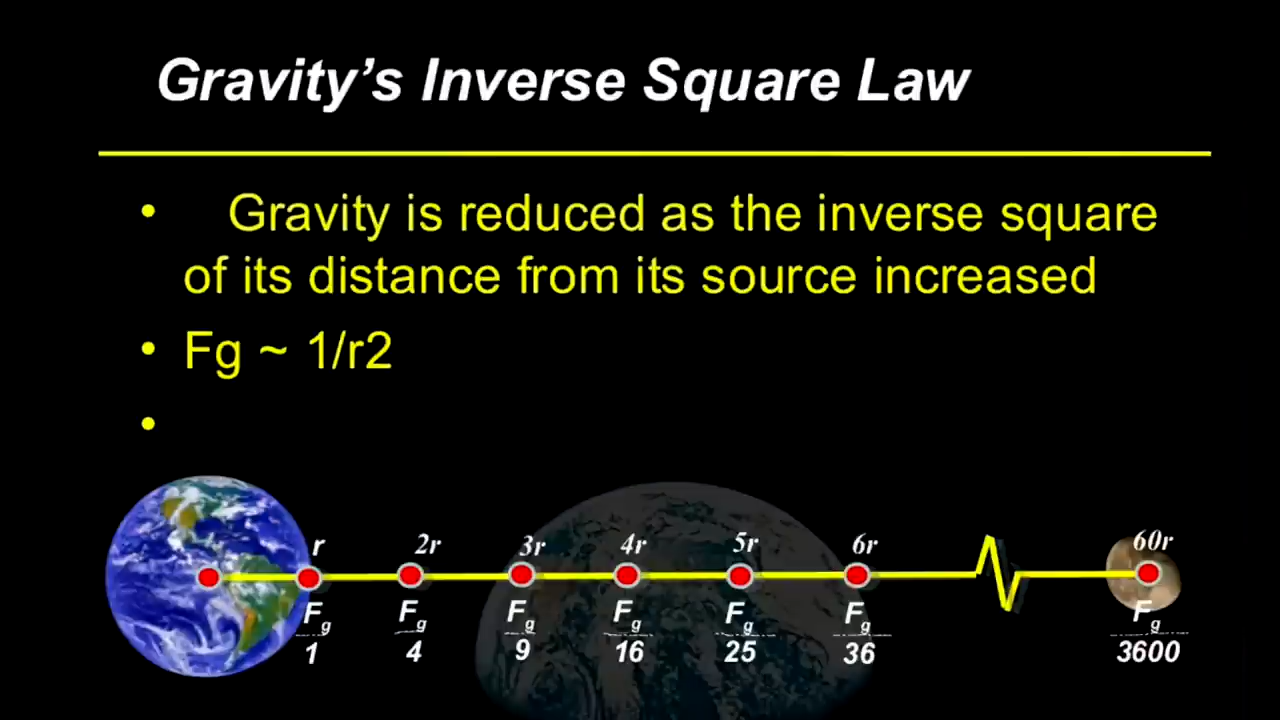 Gravity’s Inverse Square Law
• Gravity is reduced as the inverse square
of its distance from its source increased
• Fg ~ 1/r2
•
r 2r 3r 4r 5r 6r 60r
Fg Fg Fg Fg Fg Fg Fg
1 4 9 16 25 36 3600